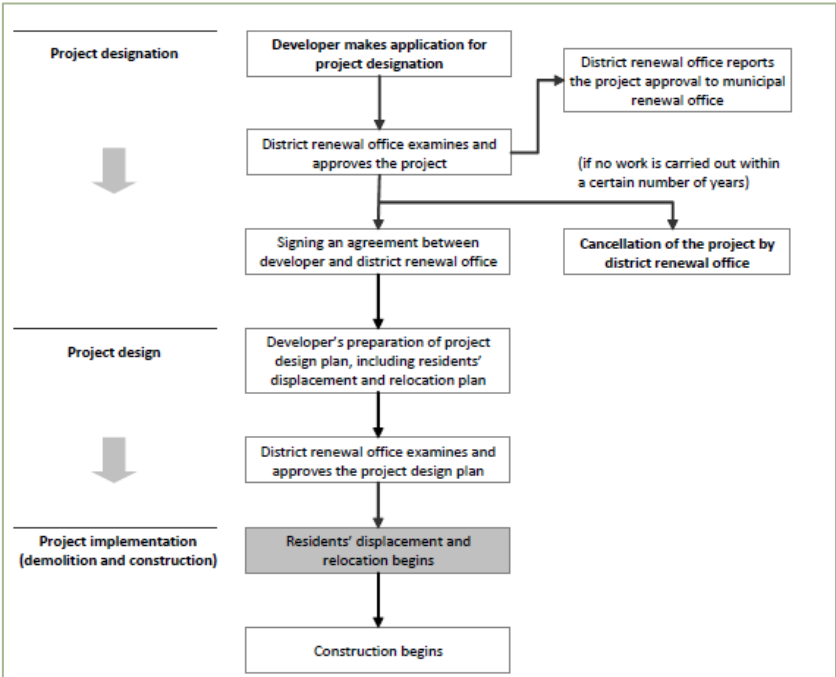 Project designation
Developer makes application for
project designation
District renewal office reports
the project approval to municipal
renewal office
District renewal office examines and
approves the project
(if no work is carried out within
a certain number of years)
Signing an agreement between
developer and district renewal office
Cancellation of the project by
district renewal office
Project design
Developer's preparation of project
design plan, including residents'
displacement and relocation plan
District renewal office examines and
approves the project design plan
Project implementation
(demolition and construction)
Residents' displacement and
relocation begins
Construction begins